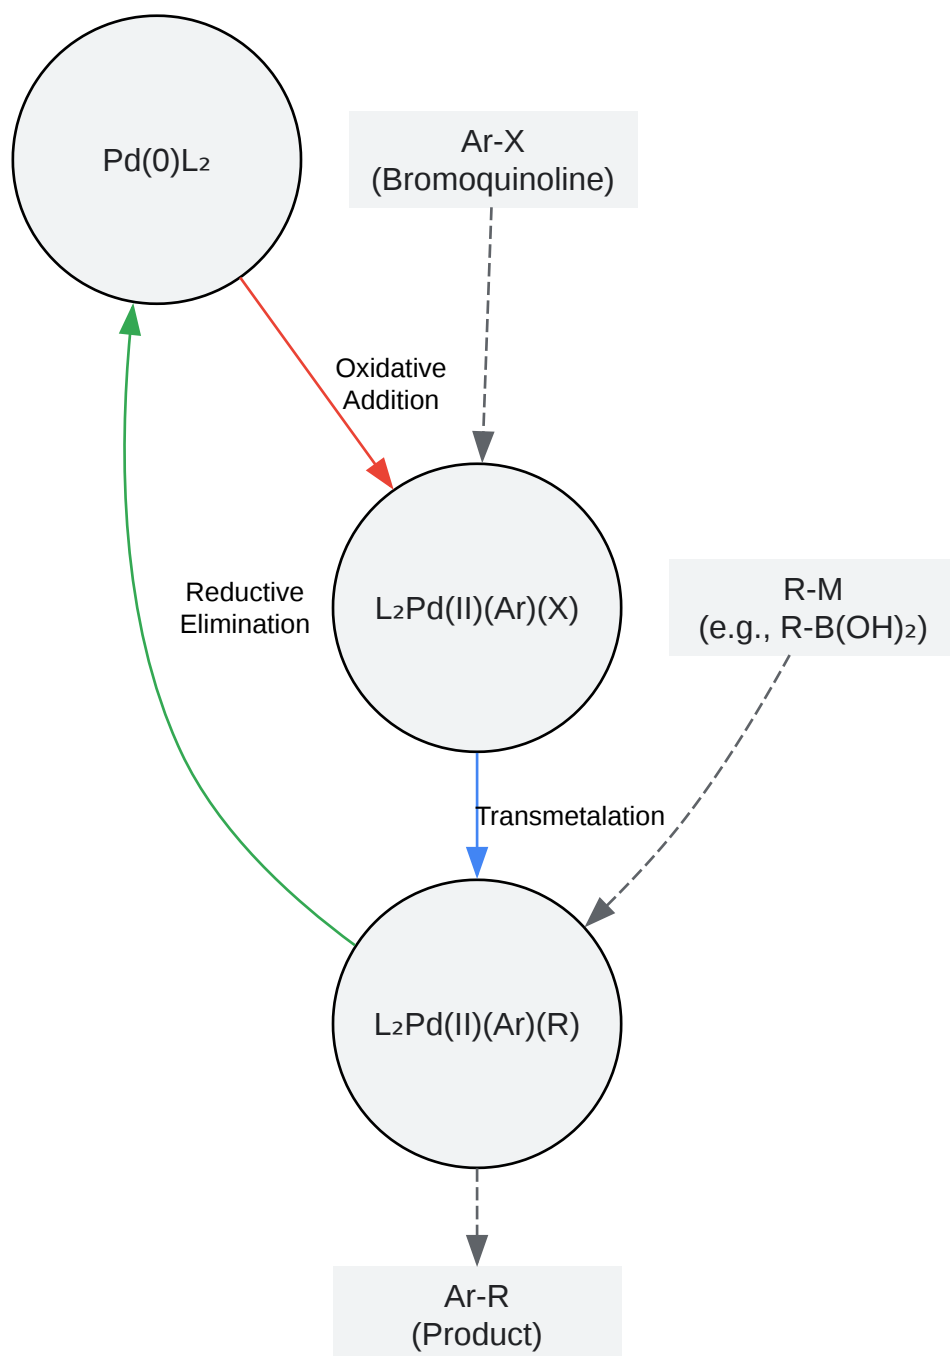 Pd(0)L₂
Ar-X
(Bromoquinoline)
Oxidative
Addition
Reductive
Elimination
L₂Pd(II)(Ar)(X)
R-M
(e.g., R-B(OH)₂)
Transmetalation
L₂Pd(II)(Ar)(R)
Ar-R
(Product)